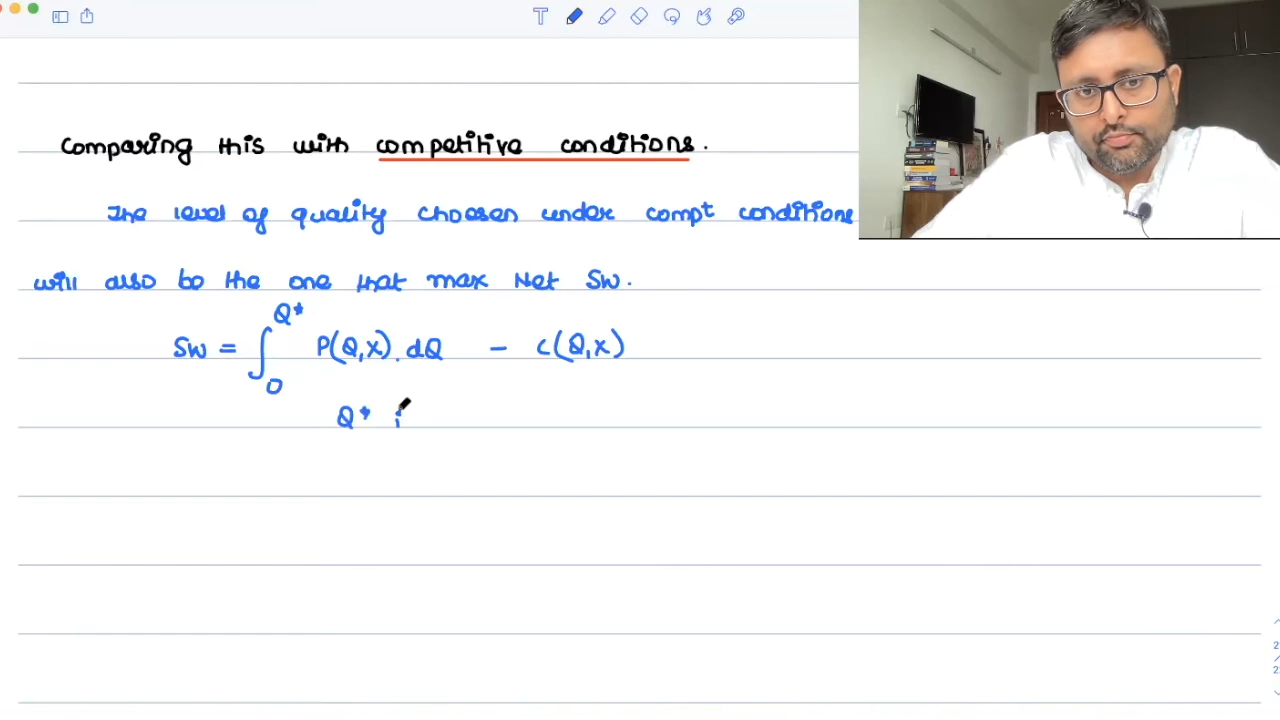 Comparing this with competitive conditions.
The level of quality choosen under compt conditions
will also be the one that max Net SW.
SW = ∫₀^Q* P(Q,X).dQ - C(Q,X)
Q* i